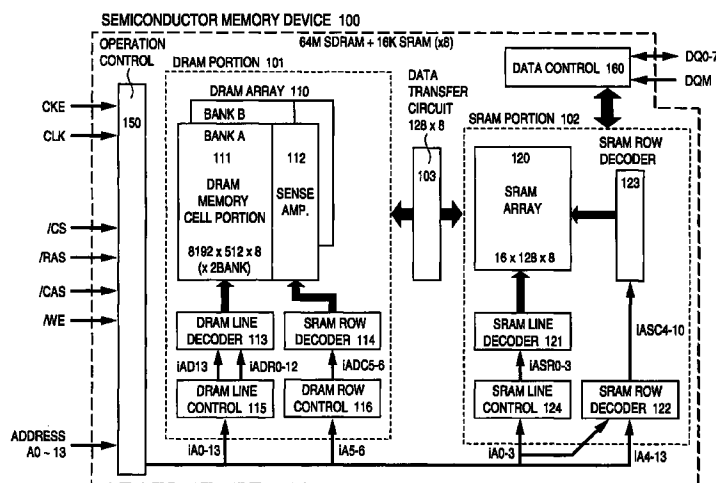 SEMICONDUCTOR MEMORY DEVICE 100
OPERATION
CONTROL
150
64M SDRAM + 16K SRAM (x8)
CKE
CLK
/CS
/RAS
/CAS
/WE
ADDRESS
A0 ~ 13
DRAM PORTION 101
DRAM ARRAY 110
BANK B
BANK A
111
DRAM
MEMORY
CELL PORTION
8192 x 512 x 8
(x 2BANK)
112
SENSE
AMP.
DRAM LINE
DECODER 113
SRAM ROW
DECODER 114
iAD13
iADR0-12
iADC5-6
DRAM LINE
CONTROL 115
DRAM ROW
CONTROL 116
iA0-13
iA5-6
DATA
TRANSFER
CIRCUIT
128 x 8
103
DATA CONTROL 160
DQ0-7
DQM
SRAM PORTION 102
120
SRAM
ARRAY
16 x 128 x 8
SRAM ROW
DECODER
123
SRAM LINE
DECODER 121
iASR0-3
iASC4-10
SRAM LINE
CONTROL 124
SRAM ROW
DECODER 122
iA0-3
iA4-13